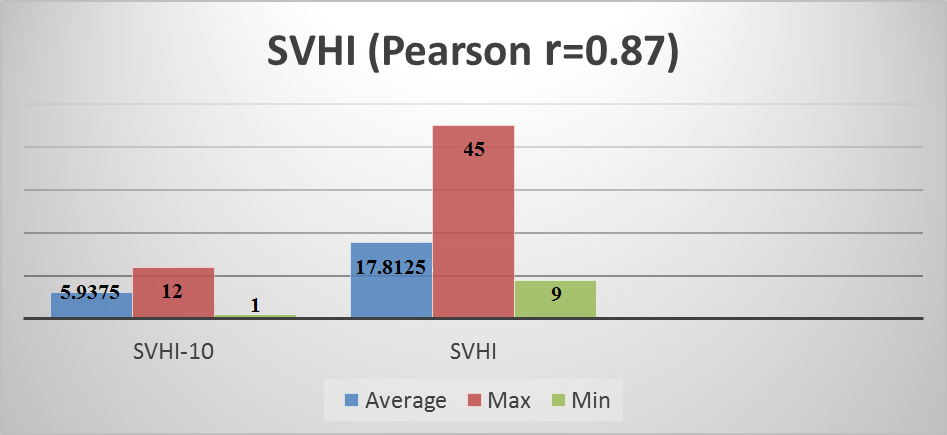 SVHI (Pearson r=0.87)
45
17.8125
5.9375
12
1
9
SVHI-10
SVHI
Average
Max
Min